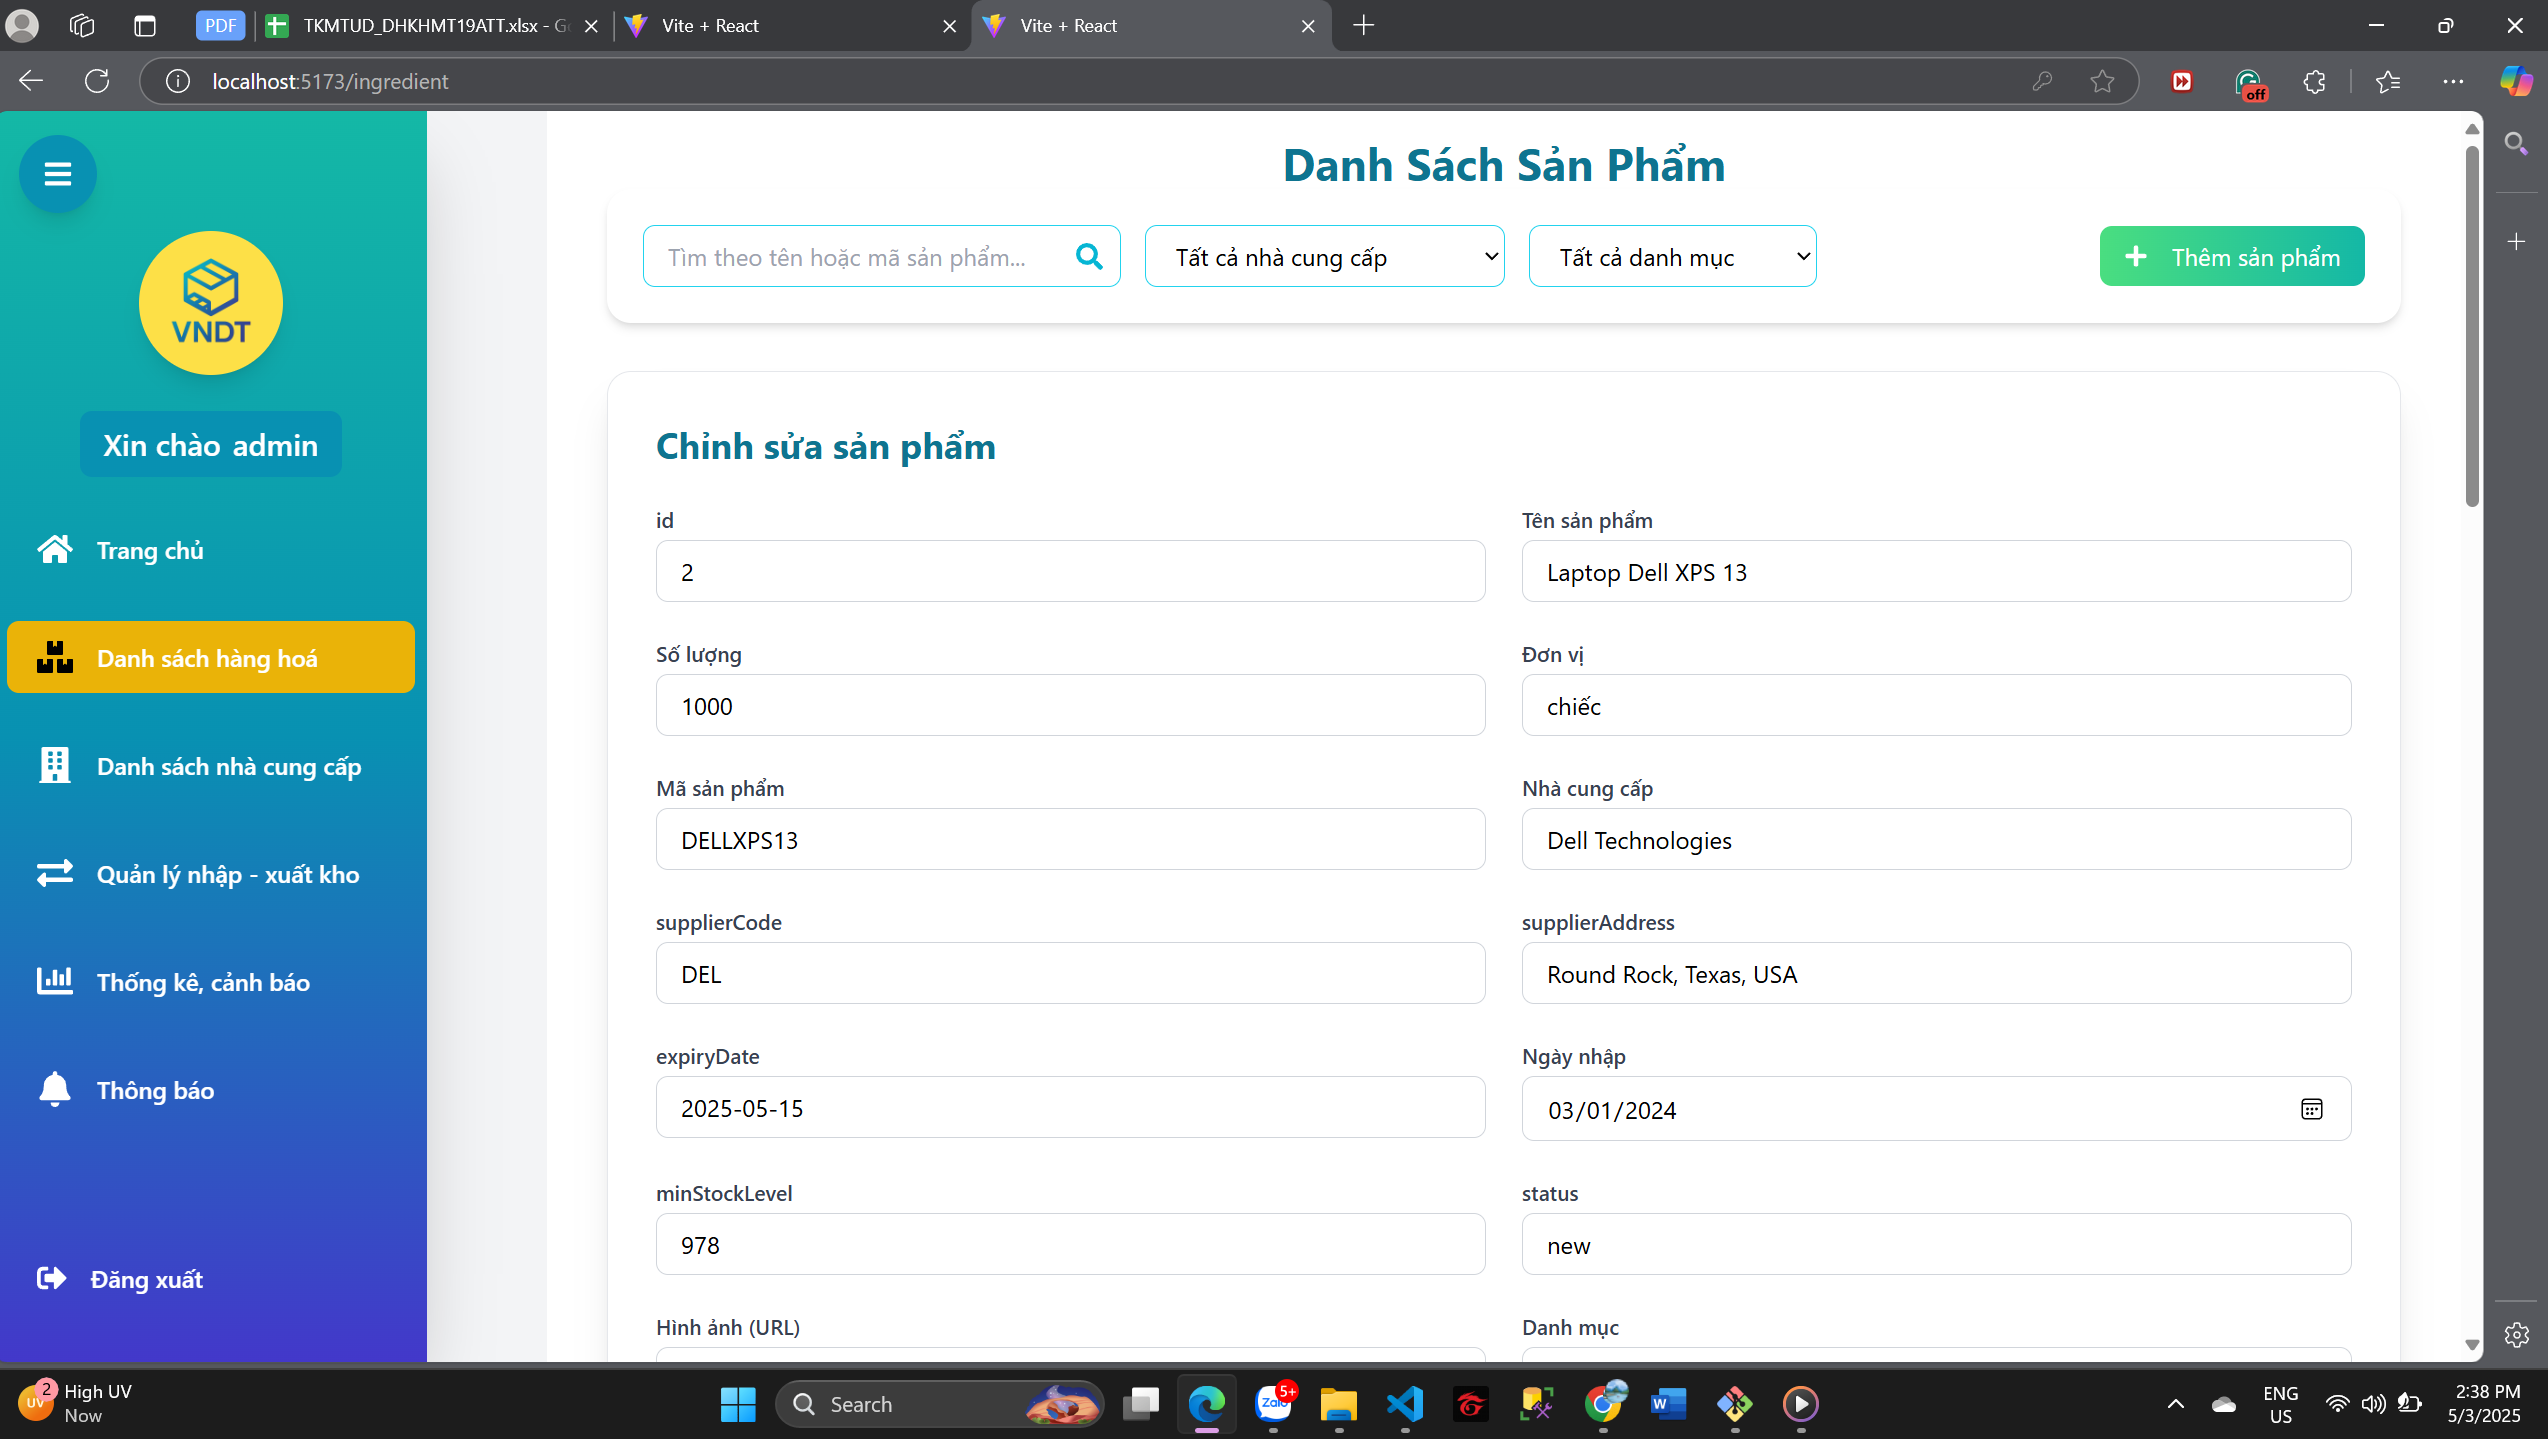 PDF
TKMTUD_DHKHMT19ATT.xlsx - Go
Vite + React
Vite + React
localhost:5173/ingredient
off
VNDT
Xin chào admin
Trang chủ
Danh sách hàng hoá
Danh sách nhà cung cấp
Quản lý nhập - xuất kho
Thống kê, cảnh báo
Thông báo
Đăng xuất
Danh Sách Sản Phẩm
Tìm theo tên hoặc mã sản phẩm...
Tất cả nhà cung cấp
Tất cả danh mục
Thêm sản phẩm
Chỉnh sửa sản phẩm
id
Tên sản phẩm
2
Laptop Dell XPS 13
Số lượng
Đơn vị
1000
chiếc
Mã sản phẩm
Nhà cung cấp
DELLXPS13
Dell Technologies
supplierCode
supplierAddress
DEL
Round Rock, Texas, USA
expiryDate
Ngày nhập
2025-05-15
03/01/2024
minStockLevel
status
978
new
Hình ảnh (URL)
Danh mục
UV
2
High UV
Now
Search
Zalo
5+
W
ENG
US
2:38 PM
5/3/2025